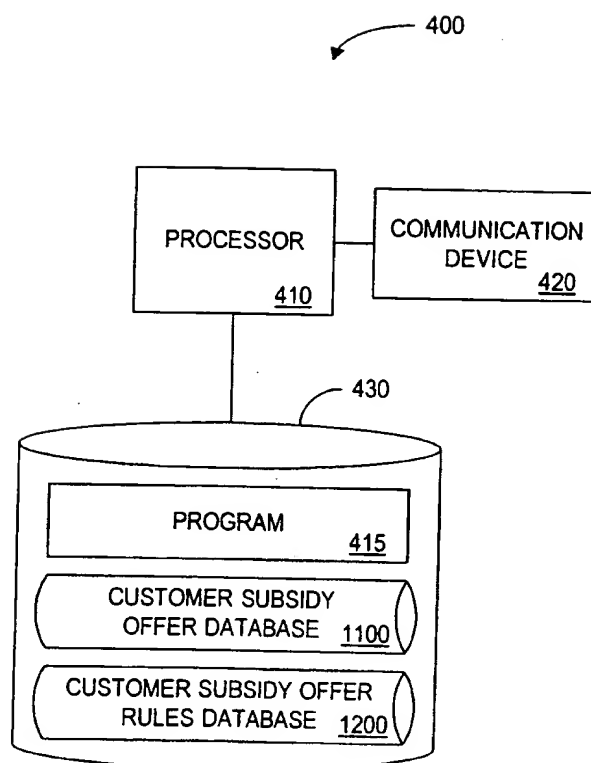 400
PROCESSOR
410
COMMUNICATION
DEVICE
420
430
PROGRAM
415
CUSTOMER SUBSIDY
OFFER DATABASE
1100
CUSTOMER SUBSIDY OFFER
RULES DATABASE
1200